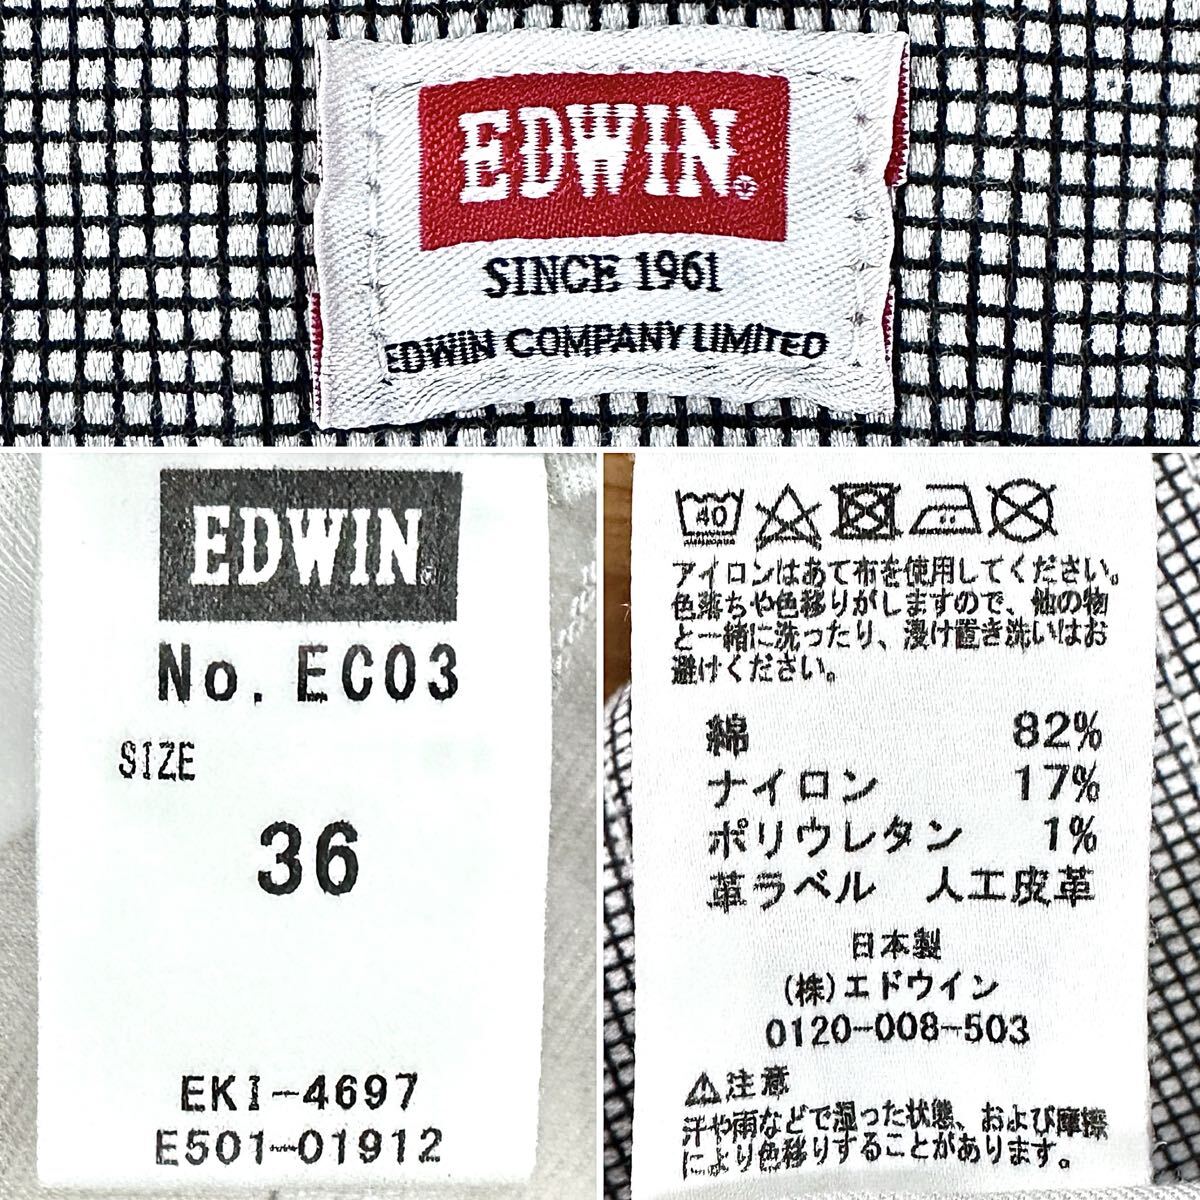 EDWIN
SINCE 1961
EDWIN COMPANY LIMITED
EDWIN
No. EC03
SIZE
36
EKI-4697
E501-01912
40
アイロンはあて布を使用してください。
色落ちや色移りがしますので、他の物
と一緒に洗ったり、浸け置き洗いはお
避けください。
綿 82%
ナイロン 17%
ポリウレタン 1%
革ラベル 人工皮革
日本製
(株)エドウイン
0120-008-503
⚠注意
汗や雨などで湿った状態、および摩擦
により色移りすることがあります。